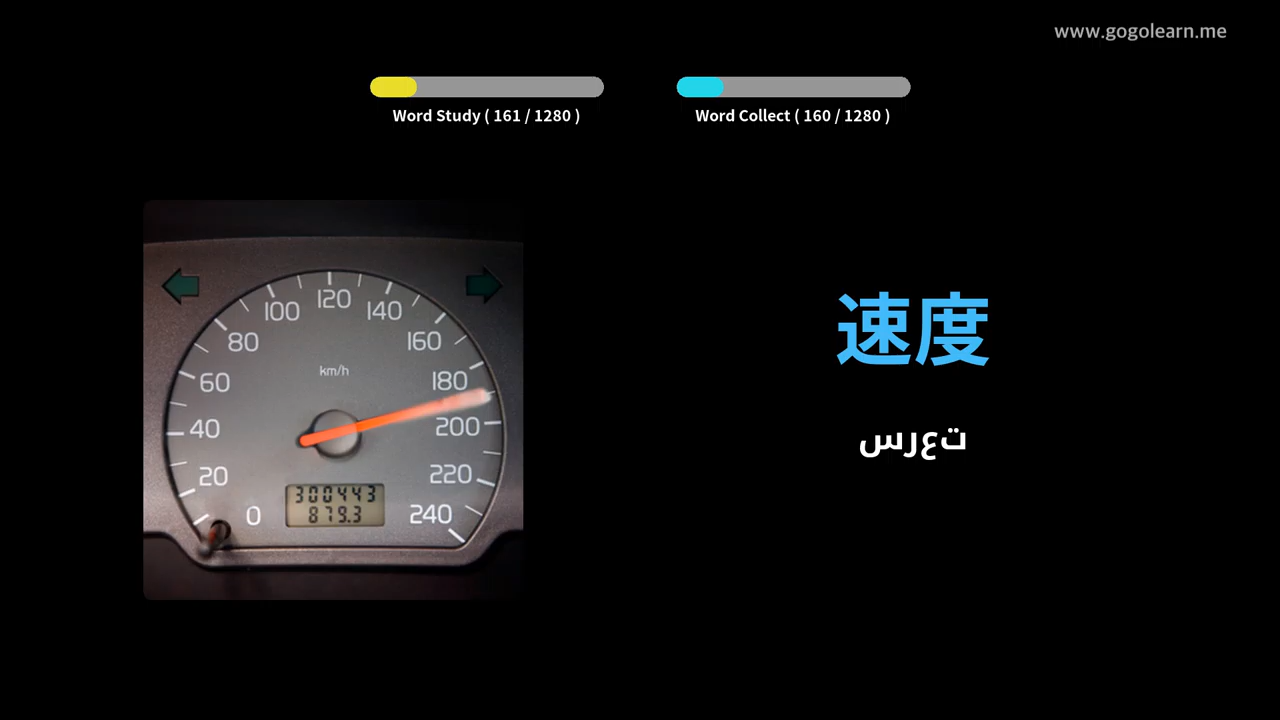 www.gogolearn.me
Word Study ( 161 / 1280 )
Word Collect ( 160 / 1280 )
0
20
40
60
80
100
120
140
160
180
200
220
240
km/h
300443
879.3
速度
تعرس